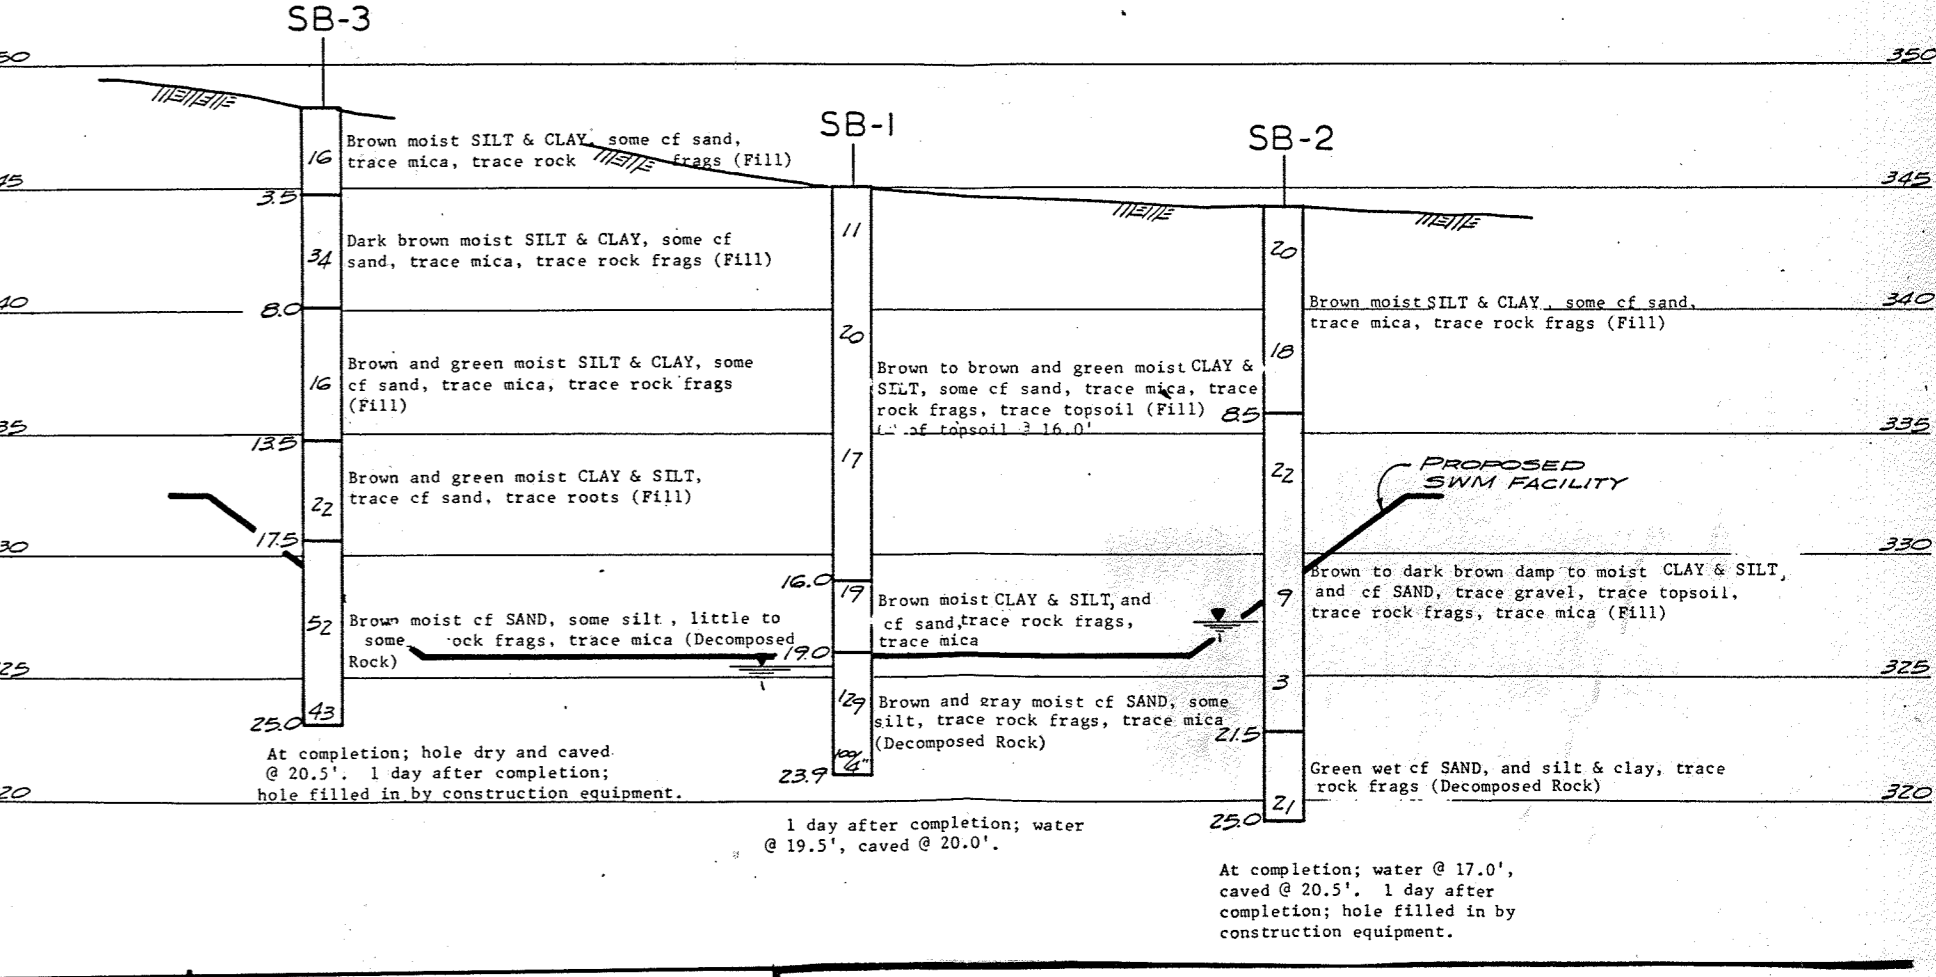 SB-3
SB-1
SB-2
50
350
45
345
40
340
35
335
30
330
25
325
20
320
16
3.5
34
8.0
16
13.5
22
17.5
52
43
25.0
Brown moist SILT & CLAY, some cf sand,
trace mica, trace rock frags (Fill)
Dark brown moist SILT & CLAY, some cf
sand, trace mica, trace rock frags (Fill)
Brown and green moist SILT & CLAY, some
cf sand, trace mica, trace rock frags
(Fill)
Brown and green moist CLAY & SILT,
trace cf sand, trace roots (Fill)
Brown moist cf SAND, some silt, little to
some ock frags, trace mica (Decomposed
Rock)
At completion; hole dry and caved
@ 20.5'. 1 day after completion;
hole filled in by construction equipment.
11
20
17
16.0
19
19.0
129
100/4"
23.9
Brown to brown and green moist CLAY &
SILT, some cf sand, trace mica, trace
rock frags, trace topsoil (Fill)
of topsoil @ 16.0'
Brown moist CLAY & SILT, and
cf sand, trace rock frags,
trace mica
Brown and gray moist cf SAND, some
silt, trace rock frags, trace mica
(Decomposed Rock)
1 day after completion; water
@ 19.5', caved @ 20.0'.
20
18
8.5
22
9
3
21.5
21
25.0
Brown moist SILT & CLAY, some cf sand,
trace mica, trace rock frags (Fill)
PROPOSED
SWM FACILITY
Brown to dark brown damp to moist CLAY & SILT,
and cf SAND, trace gravel, trace topsoil,
trace rock frags, trace mica (Fill)
Green wet cf SAND, and silt & clay, trace
rock frags (Decomposed Rock)
At completion; water @ 17.0',
caved @ 20.5'. 1 day after
completion; hole filled in by
construction equipment.